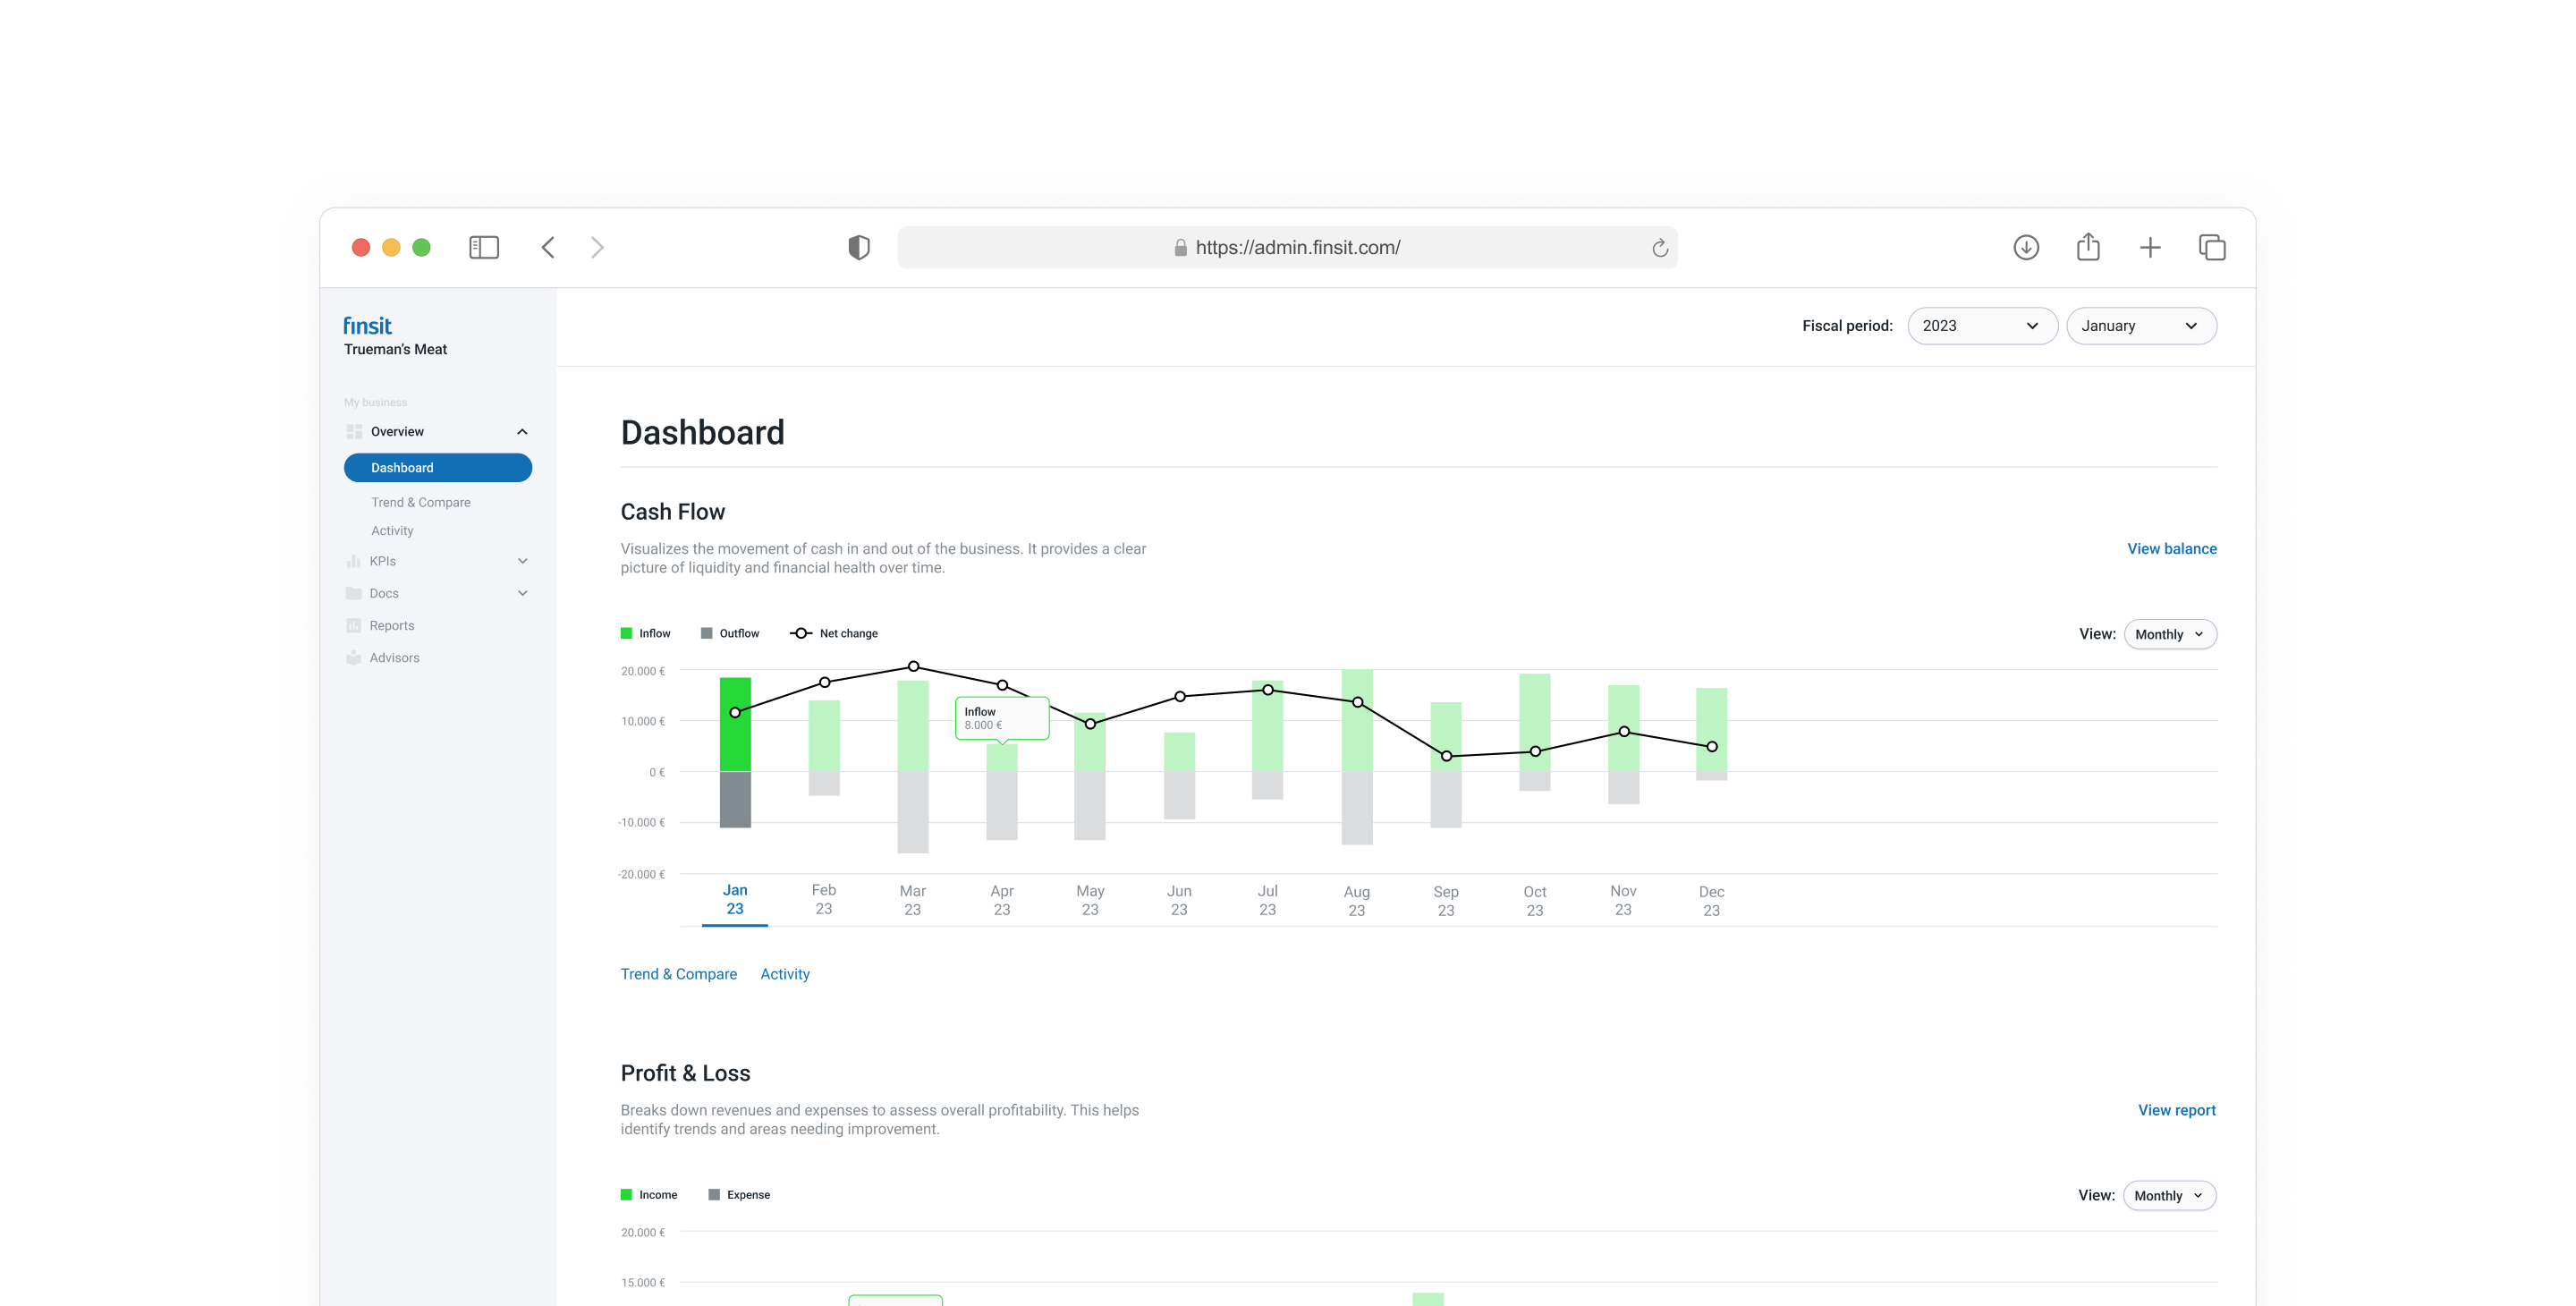 https://admin.finsit.com/
finsit
Trueman's Meat
Fiscal period:
2023
January
My business
Overview
Dashboard
Trend & Compare
Activity
KPIs
Docs
Reports
Advisors
Dashboard
Cash Flow
Visualizes the movement of cash in and out of the business. It provides a clear
picture of liquidity and financial health over time.
View balance
Inflow
Outflow
Net change
View:
Monthly
20.000 €
10.000 €
0 €
-10.000 €
-20.000 €
Inflow
8.000 €
Jan
23
Feb
23
Mar
23
Apr
23
May
23
Jun
23
Jul
23
Aug
23
Sep
23
Oct
23
Nov
23
Dec
23
Trend & Compare
Activity
Profit & Loss
Breaks down revenues and expenses to assess overall profitability. This helps
identify trends and areas needing improvement.
View report
Income
Expense
View:
Monthly
20.000 €
15.000 €